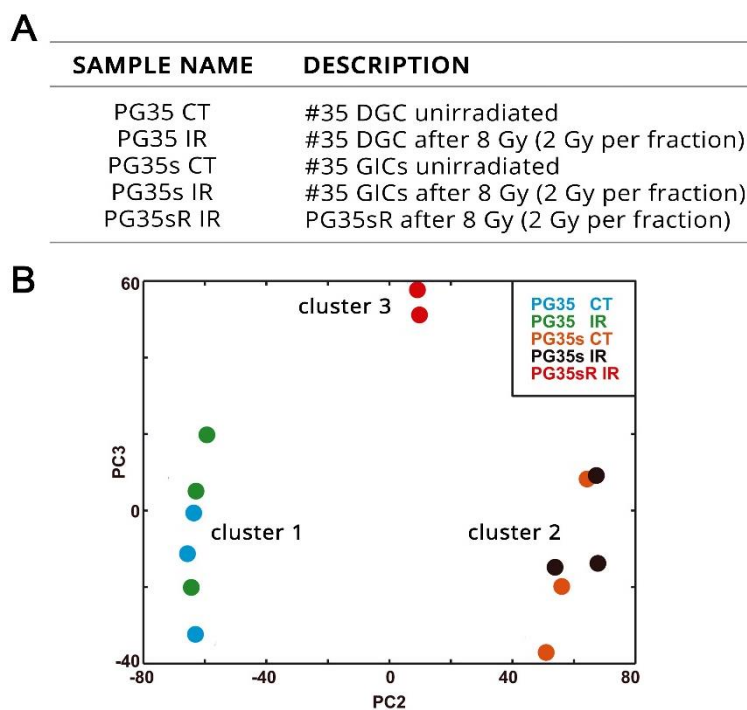 A
SAMPLE NAME DESCRIPTION
PG35 CT #35 DGC unirradiated
PG35 IR #35 DGC after 8 Gy (2 Gy per fraction)
PG35s CT #35 GICs unirradiated
PG35s IR #35 GICs after 8 Gy (2 Gy per fraction)
PG35sR IR PG35sR after 8 Gy (2 Gy per fraction)
B
60
cluster 3
PG35 CT
PG35 IR
PG35s CT
PG35s IR
PG35sR IR
PC3
0
cluster 1
cluster 2
-40
-80 -40 0 40 80
PC2